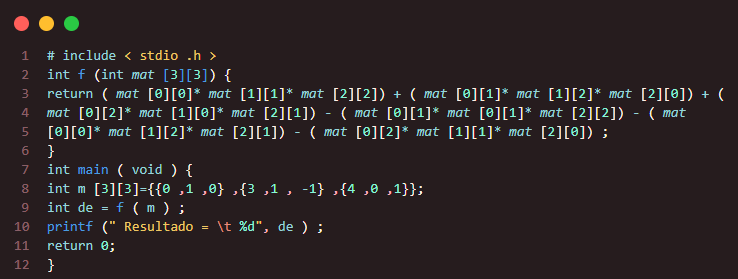 1 # include < stdio .h >
2 int f (int mat [3][3]) {
3 return ( mat [0][0]* mat [1][1]* mat [2][2]) + ( mat [0][1]* mat [1][2]* mat [2][0]) + (
4 mat [0][2]* mat [1][0]* mat [2][1]) - ( mat [0][1]* mat [0][1]* mat [2][2]) - ( mat
5 [0][0]* mat [1][2]* mat [2][1]) - ( mat [0][2]* mat [1][1]* mat [2][0]) ;
6 }
7 int main ( void ) {
8 int m [3][3]={{0 ,1 ,0} ,{3 ,1 , -1} ,{4 ,0 ,1}};
9 int de = f ( m ) ;
10 printf (" Resultado = \t %d", de ) ;
11 return 0;
12 }